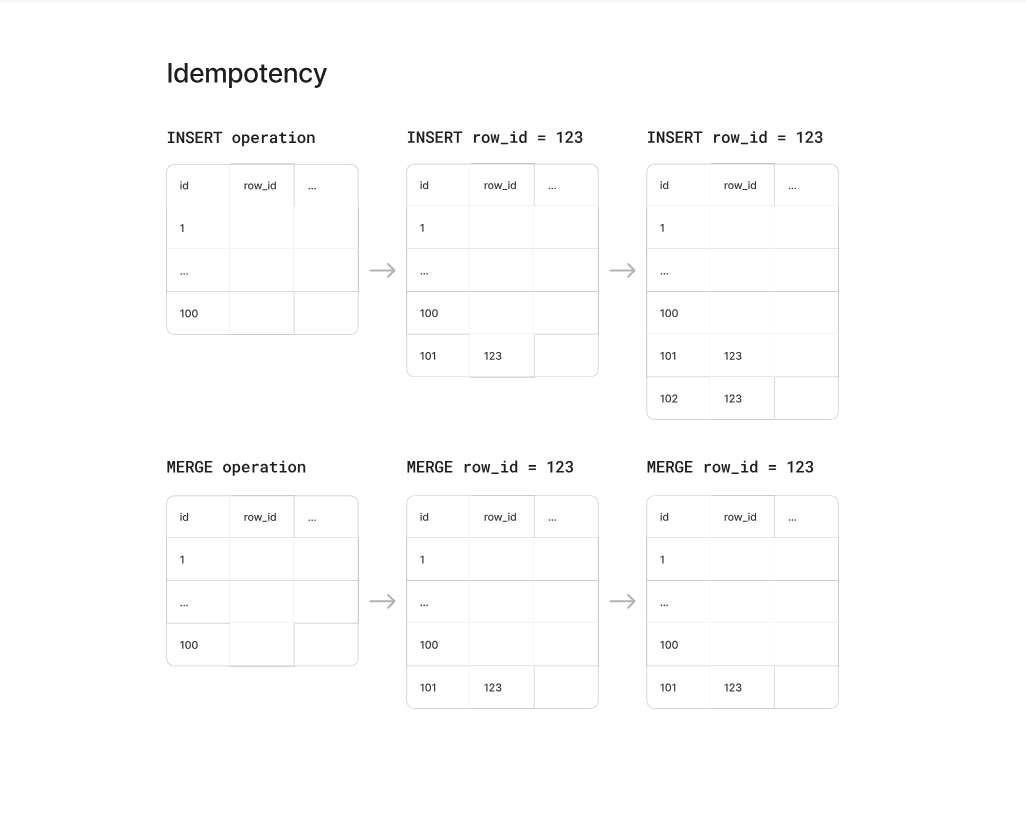 Idempotency
INSERT operation
INSERT row_id = 123
INSERT row_id = 123
id row_id ...
1
...
100
id row_id ...
1
...
100
101 123
id row_id ...
1
...
100
101 123
102 123
MERGE operation
MERGE row_id = 123
MERGE row_id = 123
id row_id ...
1
...
100
id row_id ...
1
...
100
101 123
id row_id ...
1
...
100
101 123